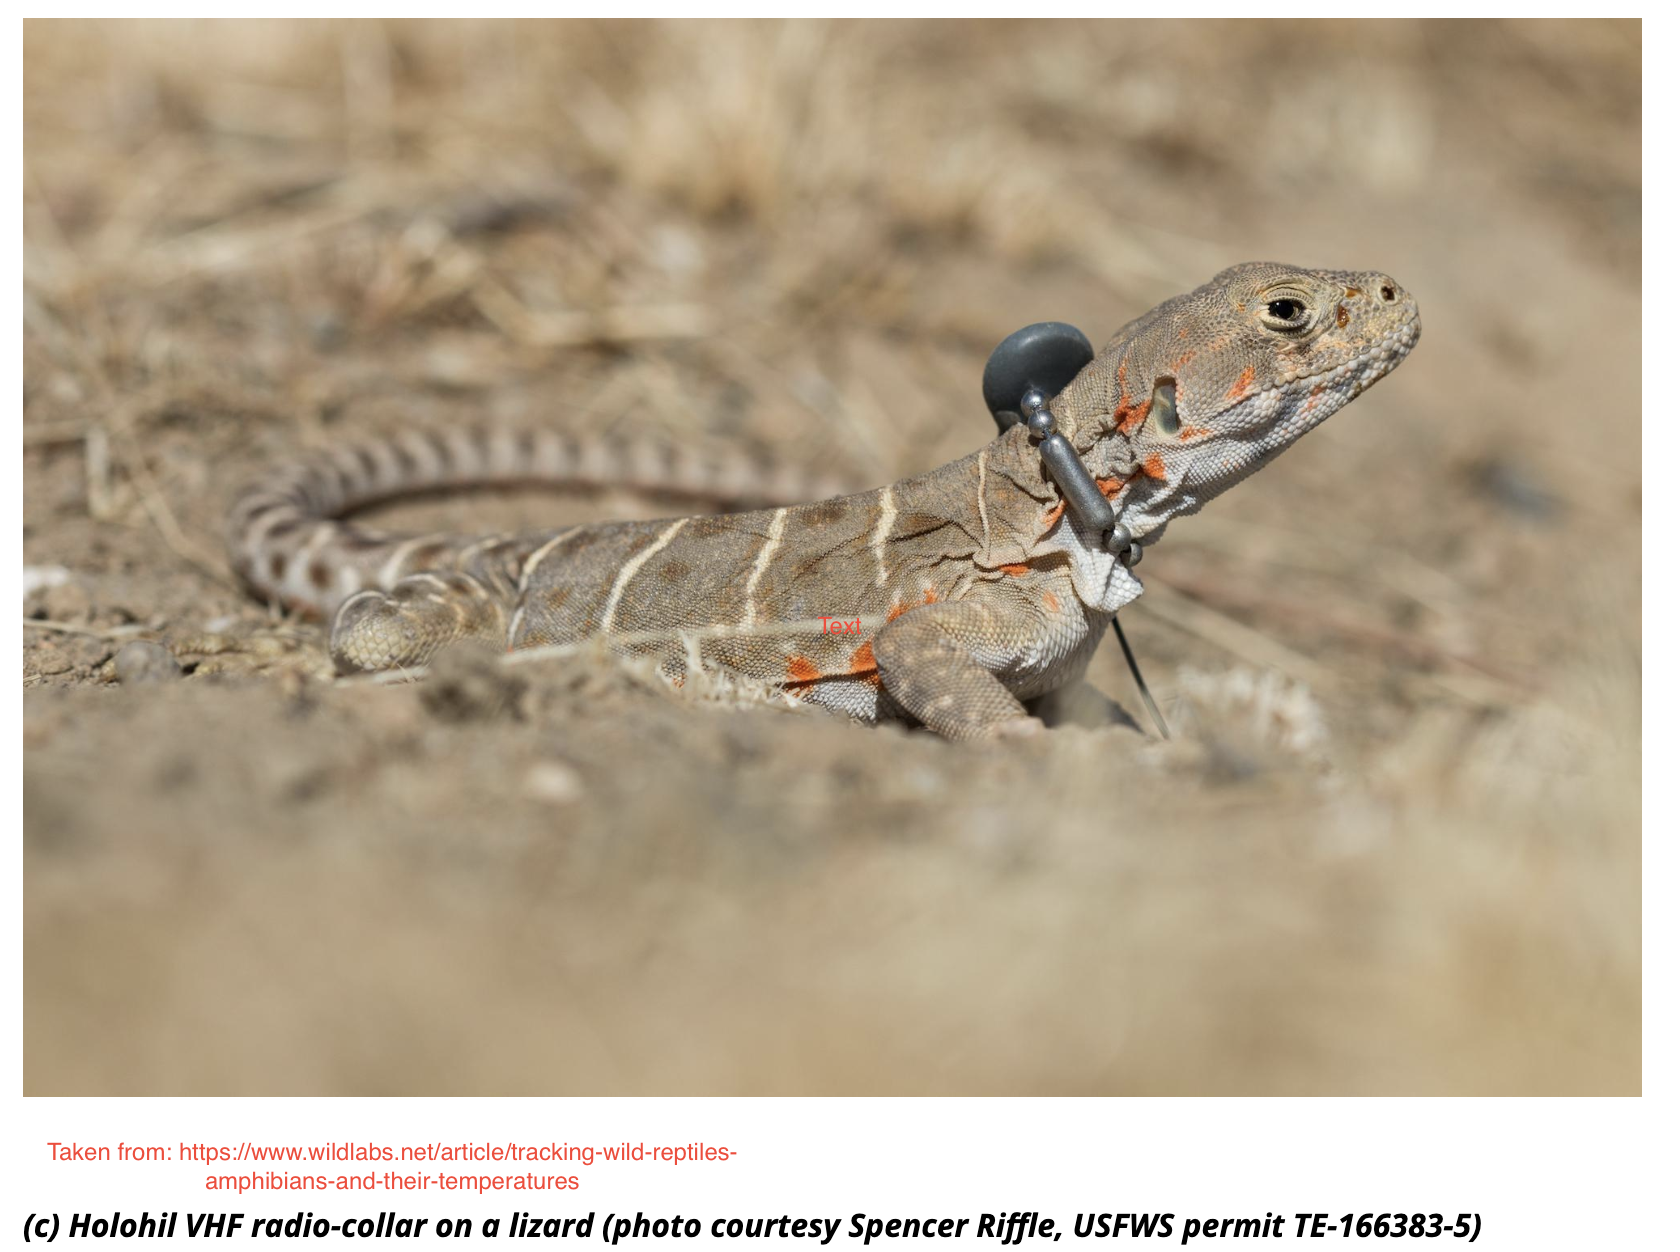 Text
Taken from: https://www.wildlabs.net/article/tracking-wild-reptiles-
amphibians-and-their-temperatures
(c) Holohil VHF radio-collar on a lizard (photo courtesy Spencer Riffle, USFWS permit TE-166383-5)